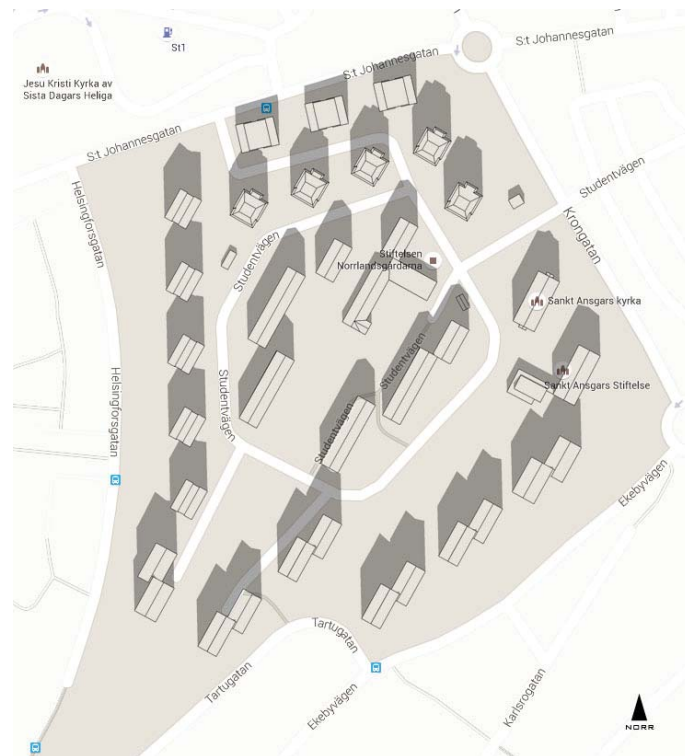 St1
S:t Johannesgatan
S:t Johannesgatan
Jesu Kristi Kyrka av
Sista Dagars Heliga
S:t Johannesgatan
Helsingforsgatan
Studentvägen
Krongatan
Studentvägen
Stiftelsen
Norrlandsgårdarna
Sankt Ansgars kyrka
Helsingforsgatan
Studentvägen
Studentvägen
Sankt Ansgars Stiftelse
Studentvägen
Ekebyvägen
Tartugatan
Tartugatan
Ekebyvägen
Karlsrogatan
NORR